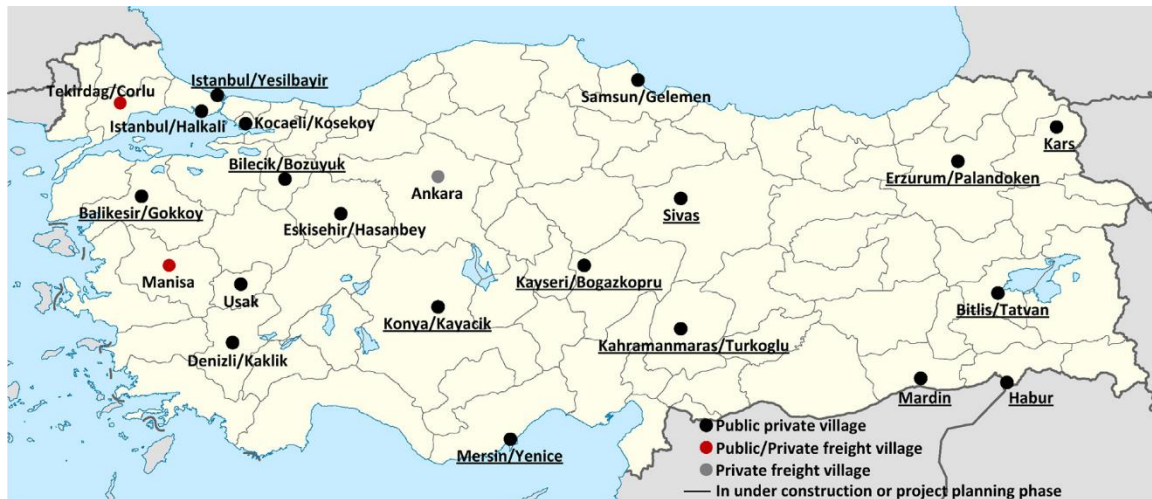 Istanbul/Yesilbayir
Tekirdag/Corlu
Samsun/Gelemen
Istanbul/Halkali
Kocaeli/Kosekoy
Kars
Bilecik/Bozuyuk
Ankara
Erzurum/Palandoken
Balikesir/Gokkoy
Sivas
Eskisehir/Hasanbey
Manisa
Kayseri/Bogazkopru
Usak
Bitlis/Tatvan
Konya/Kayacik
Kahramanmaras/Turkoglu
Denizli/Kaklik
Mardin
Habur
Mersin/Yenice
Public private village
Public/Private freight village
Private freight village
In under construction or project planning phase